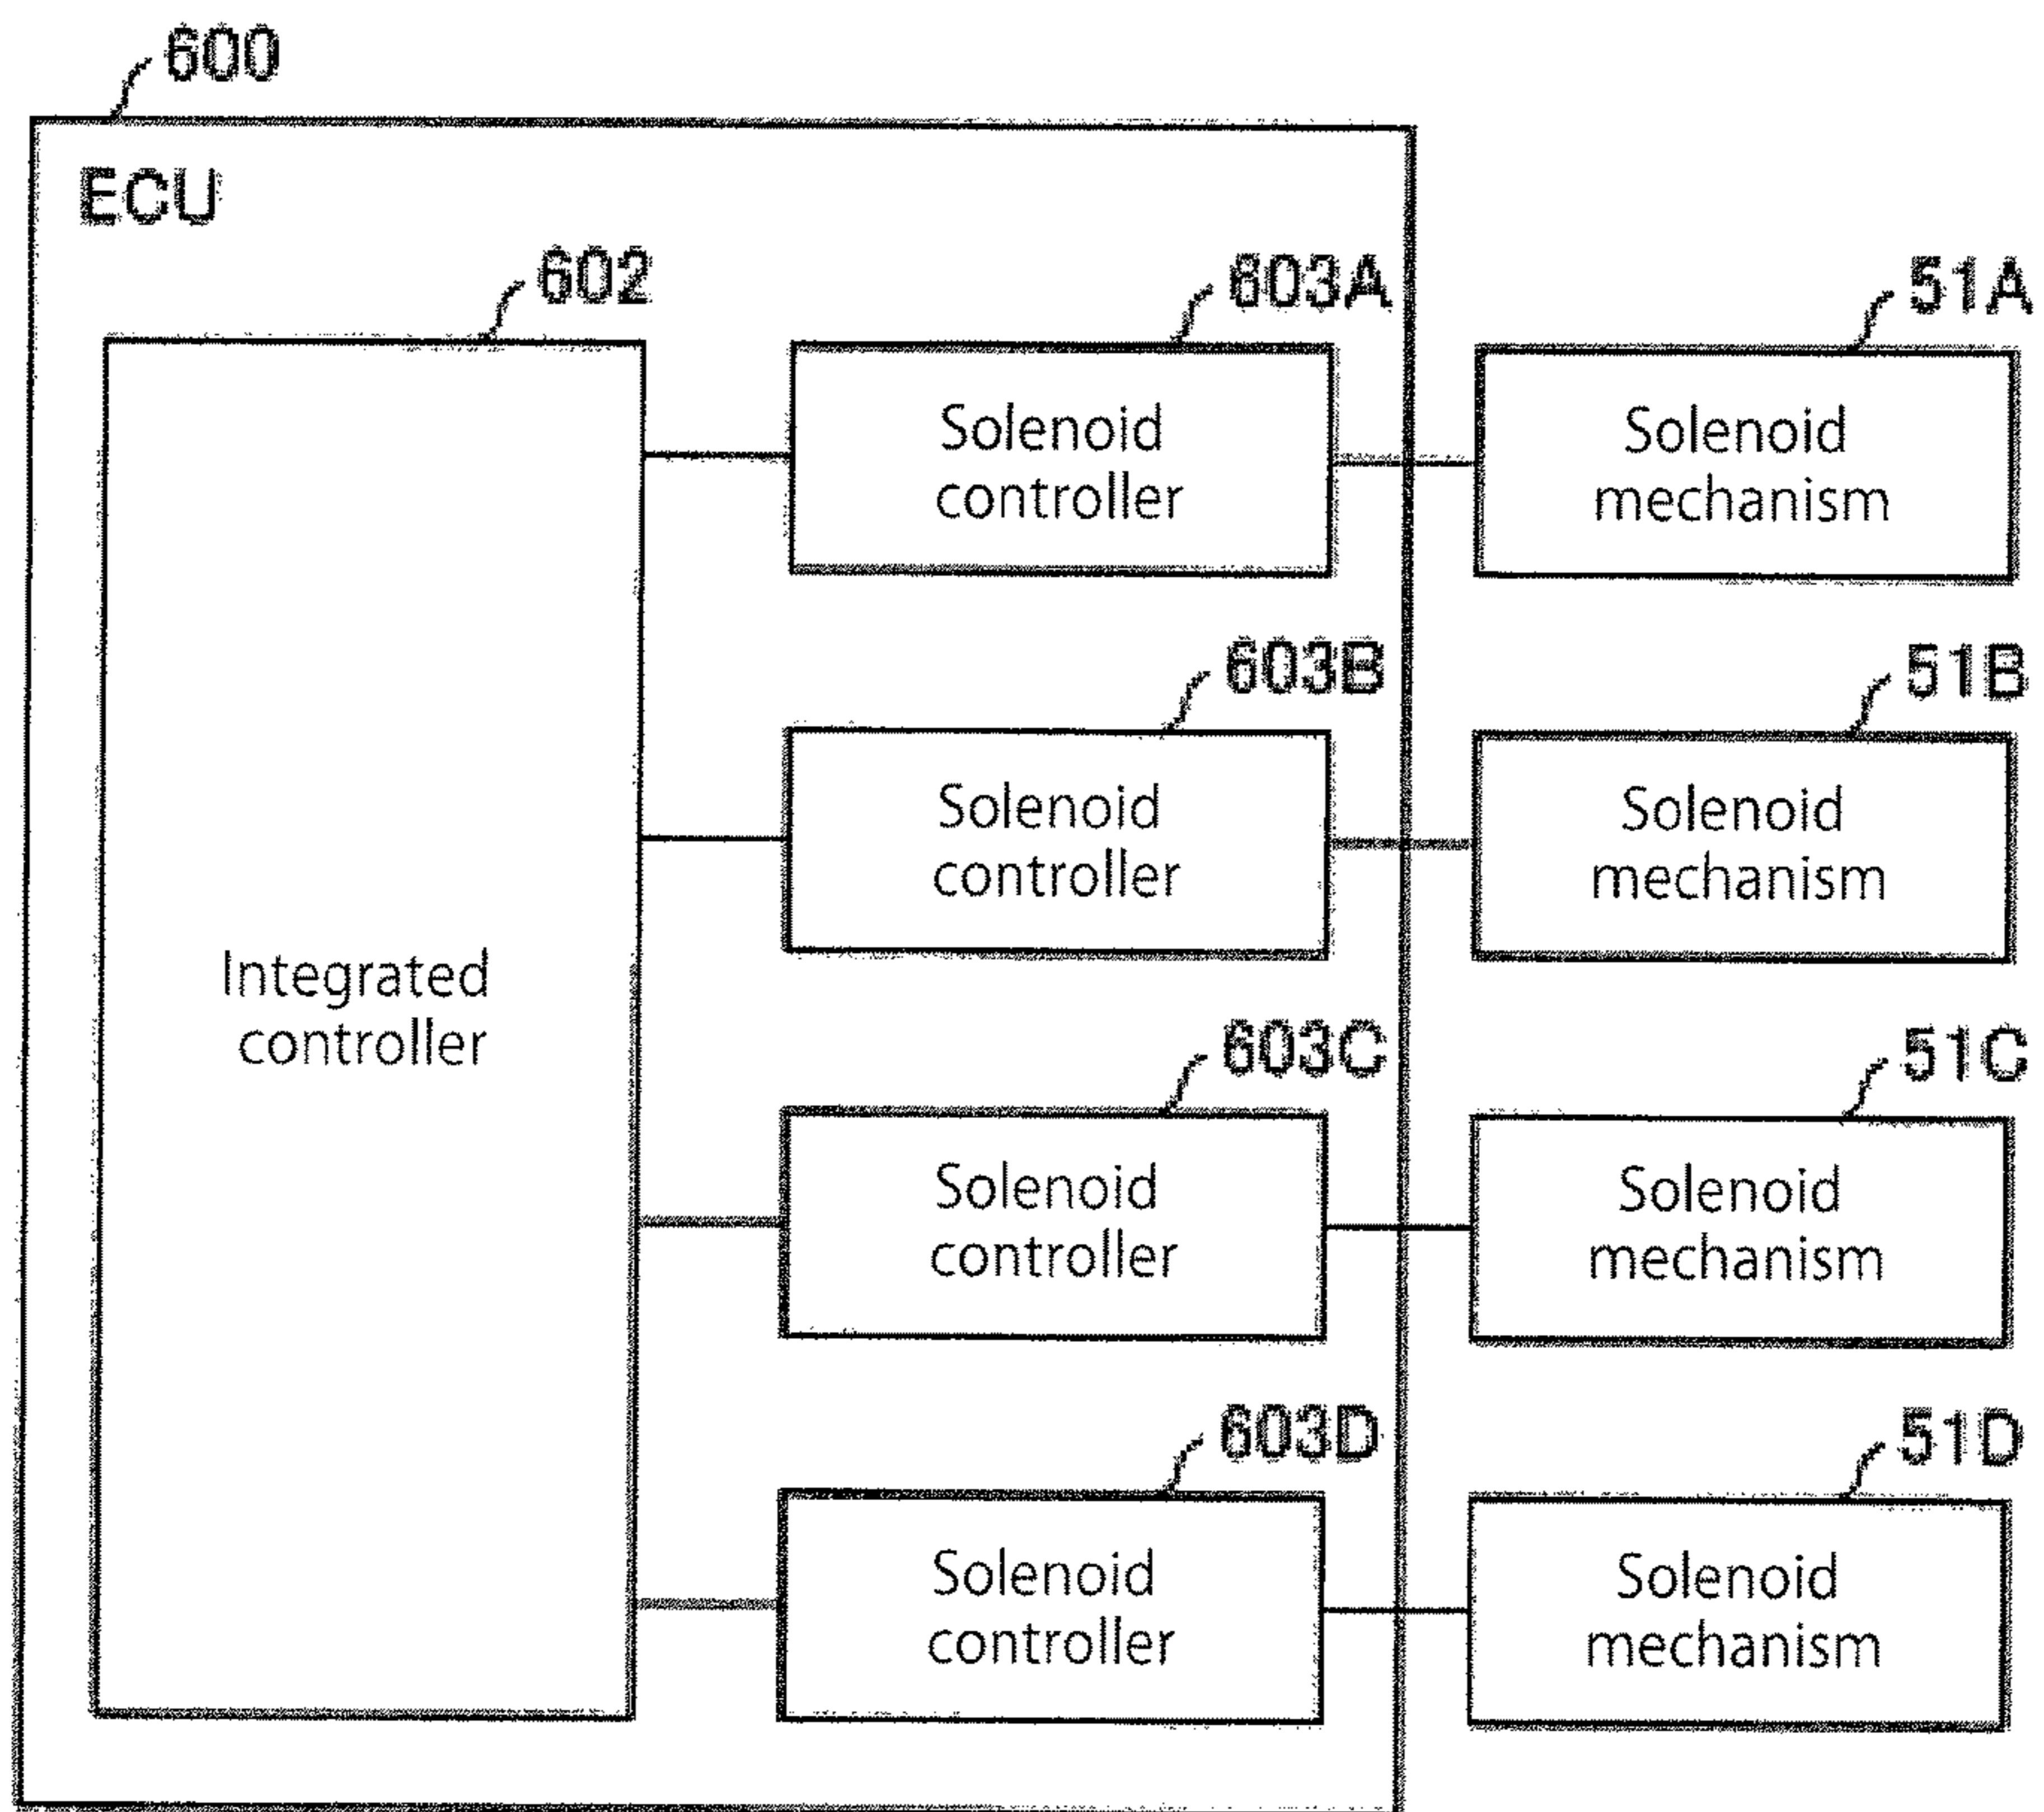 600
ECU
602
603A
51A
Solenoid
controller
Solenoid
mechanism
603B
51B
Solenoid
controller
Solenoid
mechanism
Integrated
controller
603C
51C
Solenoid
controller
Solenoid
mechanism
603D
51D
Solenoid
controller
Solenoid
mechanism